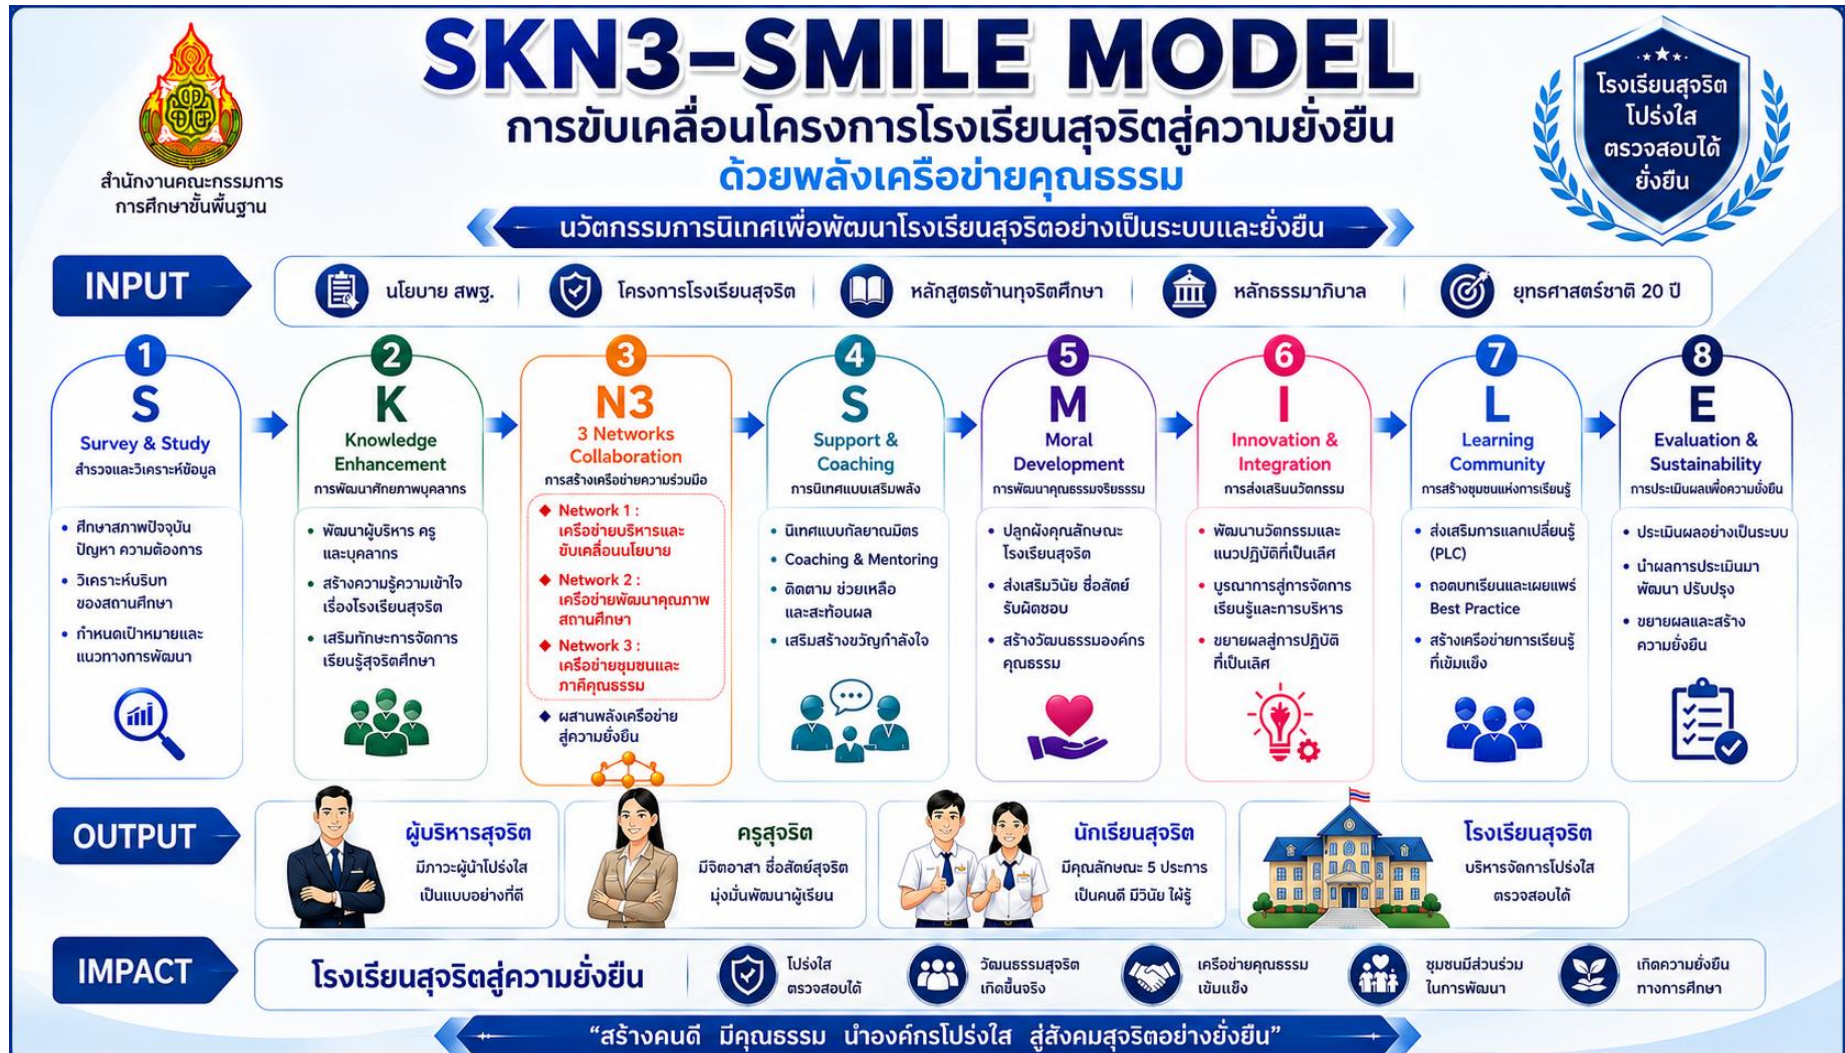 SKN3-SMILE MODEL
การขับเคลื่อนโครงการโรงเรียนสุจริตสู่ความยั่งยืน
ด้วยพลังเครือข่ายคุณธรรม
นวัตกรรมการนิเทศเพื่อพัฒนาโรงเรียนสุจริตอย่างเป็นระบบและยั่งยืน
สำนักงานคณะกรรมการ
การศึกษาขั้นพื้นฐาน
โรงเรียนสุจริต
โปร่งใส
ตรวจสอบได้
ยั่งยืน
INPUT
นโยบาย สพฐ.
โครงการโรงเรียนสุจริต
หลักสูตรต้านทุจริตศึกษา
หลักธรรมาภิบาล
ยุทธศาสตร์ชาติ 20 ปี
1
S
Survey & Study
สำรวจและวิเคราะห์ข้อมูล
• ศึกษาสภาพปัจจุบัน
ปัญหา ความต้องการ
• วิเคราะห์บริบท
ของสถานศึกษา
• กำหนดเป้าหมายและ
แนวทางการพัฒนา
2
K
Knowledge
Enhancement
การพัฒนาศักยภาพบุคลากร
• พัฒนาผู้บริหาร ครู
และบุคลากร
• สร้างความรู้ความเข้าใจ
เรื่องโรงเรียนสุจริต
• เสริมทักษะการจัดการ
เรียนรู้สุจริตศึกษา
3
N3
3 Networks
Collaboration
การสร้างเครือข่ายความร่วมมือ
◆ Network 1 :
เครือข่ายบริหารและ
ขับเคลื่อนนโยบาย
◆ Network 2 :
เครือข่ายพัฒนาคุณภาพ
สถานศึกษา
◆ Network 3 :
เครือข่ายชุมชนและ
ภาคีคุณธรรม
◆ ผสานพลังเครือข่าย
สู่ความยั่งยืน
4
S
Support &
Coaching
การนิเทศแบบเสริมพลัง
• นิเทศแบบกัลยาณมิตร
• Coaching & Mentoring
• ติดตาม ช่วยเหลือ
และสะท้อนผล
• เสริมสร้างขวัญกำลังใจ
5
M
Moral
Development
การพัฒนาคุณธรรมจริยธรรม
• ปลูกฝังคุณลักษณะ
โรงเรียนสุจริต
• ส่งเสริมวินัย ซื่อสัตย์
รับผิดชอบ
• สร้างวัฒนธรรมองค์กร
คุณธรรม
6
I
Innovation &
Integration
การส่งเสริมนวัตกรรม
• พัฒนานวัตกรรมและ
แนวปฏิบัติที่เป็นเลิศ
• บูรณาการสู่การจัดการ
เรียนรู้และการบริหาร
• ขยายผลสู่การปฏิบัติ
ที่เป็นเลิศ
7
L
Learning
Community
การสร้างชุมชนแห่งการเรียนรู้
• ส่งเสริมการแลกเปลี่ยนรู้
(PLC)
• ถอดบทเรียนและเผยแพร่
Best Practice
• สร้างเครือข่ายการเรียนรู้
ที่เข้มแข็ง
8
E
Evaluation &
Sustainability
การประเมินผลเพื่อความยั่งยืน
• ประเมินผลอย่างเป็นระบบ
• นำผลการประเมินมา
พัฒนา ปรับปรุง
• ขยายผลและสร้าง
ความยั่งยืน
OUTPUT
ผู้บริหารสุจริต
มีภาวะผู้นำโปร่งใส
เป็นแบบอย่างที่ดี
ครูสุจริต
มีจิตอาสา ซื่อสัตย์สุจริต
มุ่งมั่นพัฒนาผู้เรียน
นักเรียนสุจริต
มีคุณลักษณะ 5 ประการ
เป็นคนดี มีวินัย ใฝ่รู้
โรงเรียนสุจริต
บริหารจัดการโปร่งใส
ตรวจสอบได้
IMPACT
โรงเรียนสุจริตสู่ความยั่งยืน
โปร่งใส
ตรวจสอบได้
วัฒนธรรมสุจริต
เกิดขึ้นจริง
เครือข่ายคุณธรรม
เข้มแข็ง
ชุมชนมีส่วนร่วม
ในการพัฒนา
เกิดความยั่งยืน
ทางการศึกษา
“สร้างคนดี มีคุณธรรม นำองค์กรโปร่งใส สู่สังคมสุจริตอย่างยั่งยืน”